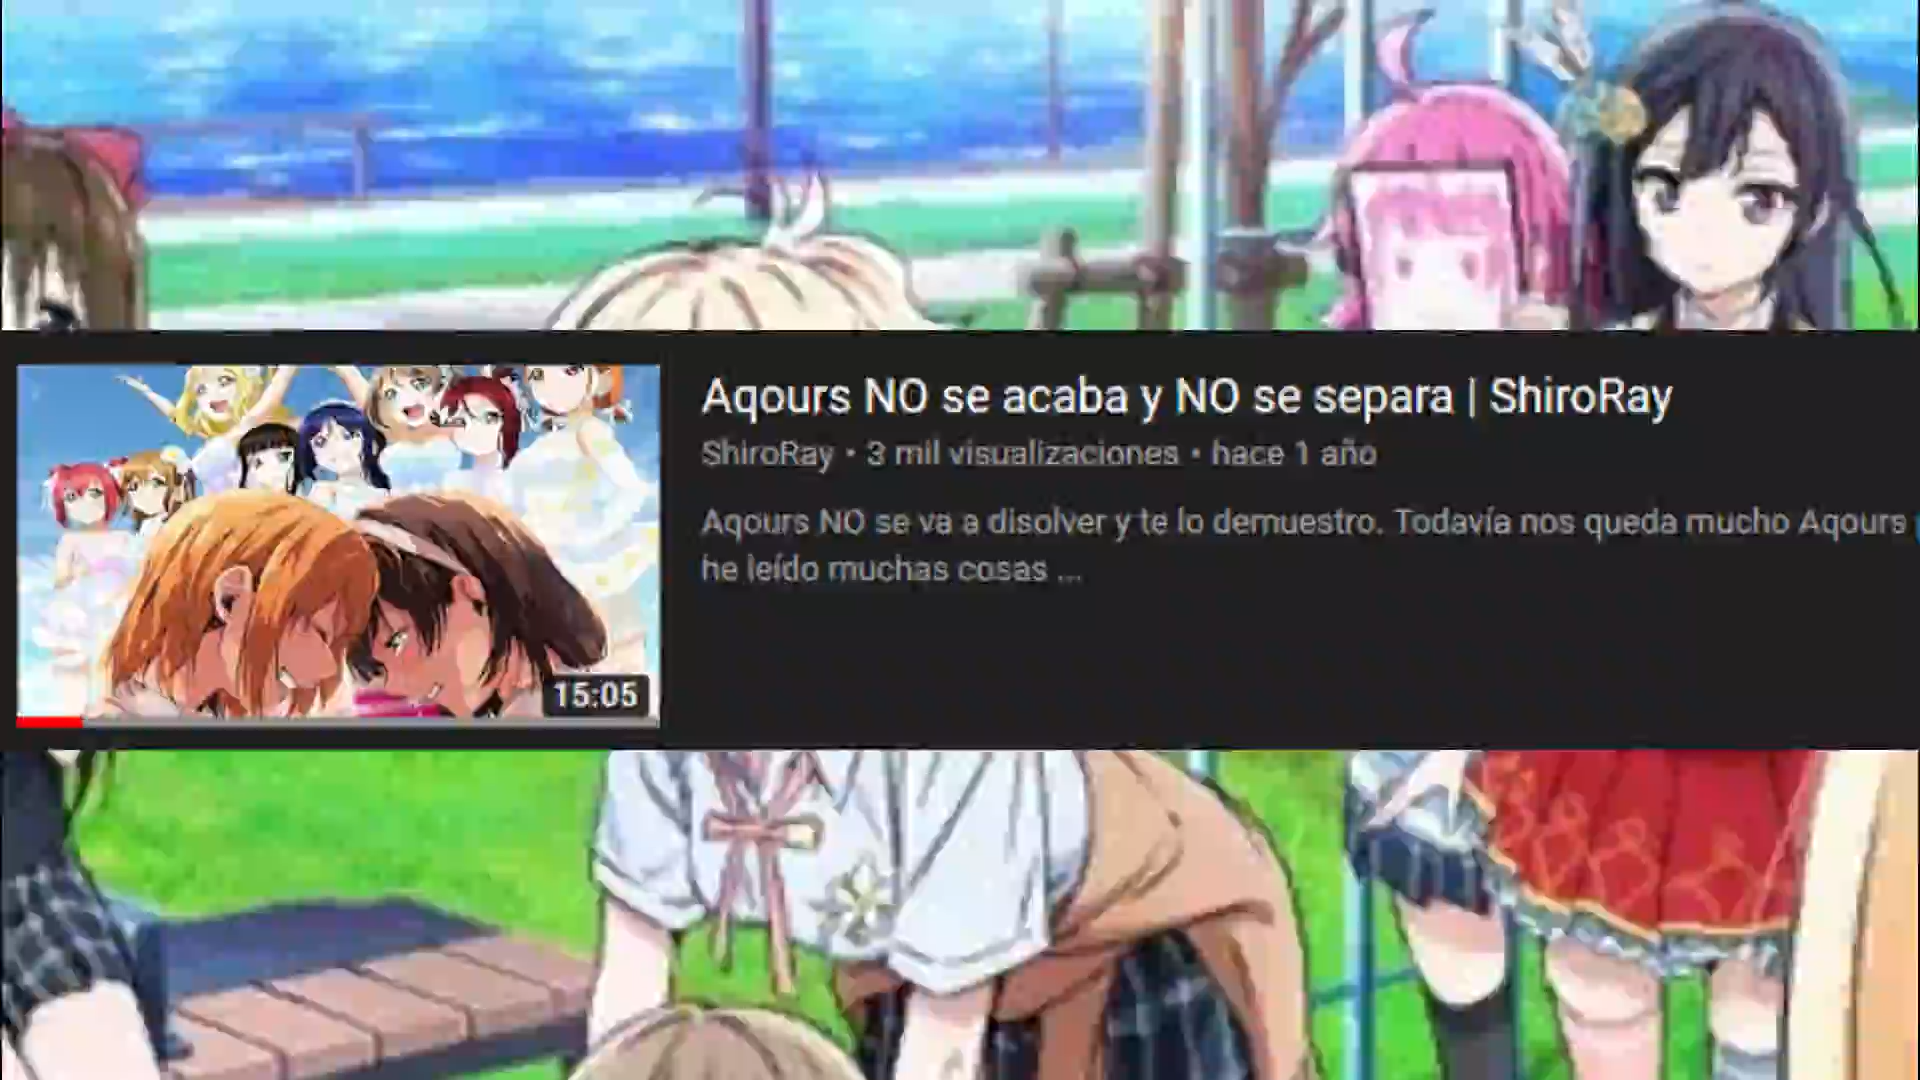 Aqours NO se acaba y NO se separa | ShiroRay
ShiroRay • 3 mil visualizaciones • hace 1 año
Aqours NO se va a disolver y te lo demuestro. Todavía nos queda mucho Aqours
he leído muchas cosas ...
15:05